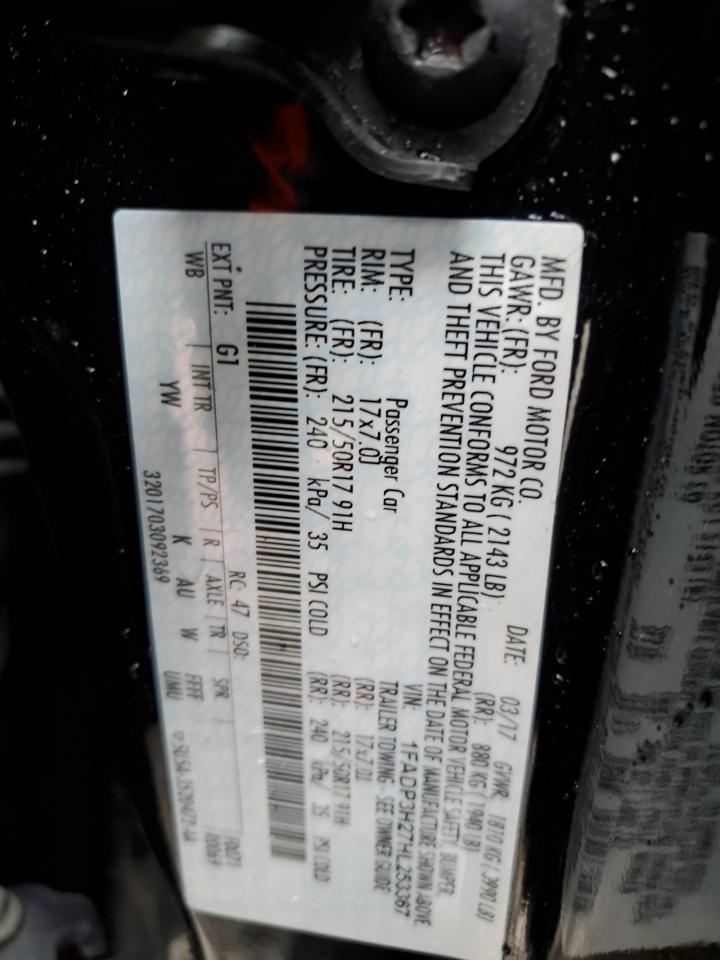 MFD. BY FORD MOTOR CO.
DATE: 03/17 GVWR: 1810 KG ( 3990 LB)
GAWR: (FR): 972 KG ( 2143 LB) (RR): 880 KG ( 1940 LB)
THIS VEHICLE CONFORMS TO ALL APPLICABLE FEDERAL MOTOR VEHICLE SAFETY, BUMPER,
AND THEFT PREVENTION STANDARDS IN EFFECT ON THE DATE OF MANUFACTURE SHOWN ABOVE.
VIN: 1FADP3H27HL253367
TYPE: Passenger Car TRAILER TOWING - SEE OWNER GUIDE
RIM: (FR): 17x7.0J (RR): 17x7.0J
TIRE: (FR): 215/50R17 91H (RR): 215/50R17 91H
PRESSURE: (FR): 240 kPa/ 35 PSI COLD (RR): 240 kPa/ 35 PSI COLD
EXT PNT: G1 RC: 47 DSO:
WB INT TR TP/PS R AXLE TR SPR
YW K AU W FFFF UMU
3201703092369